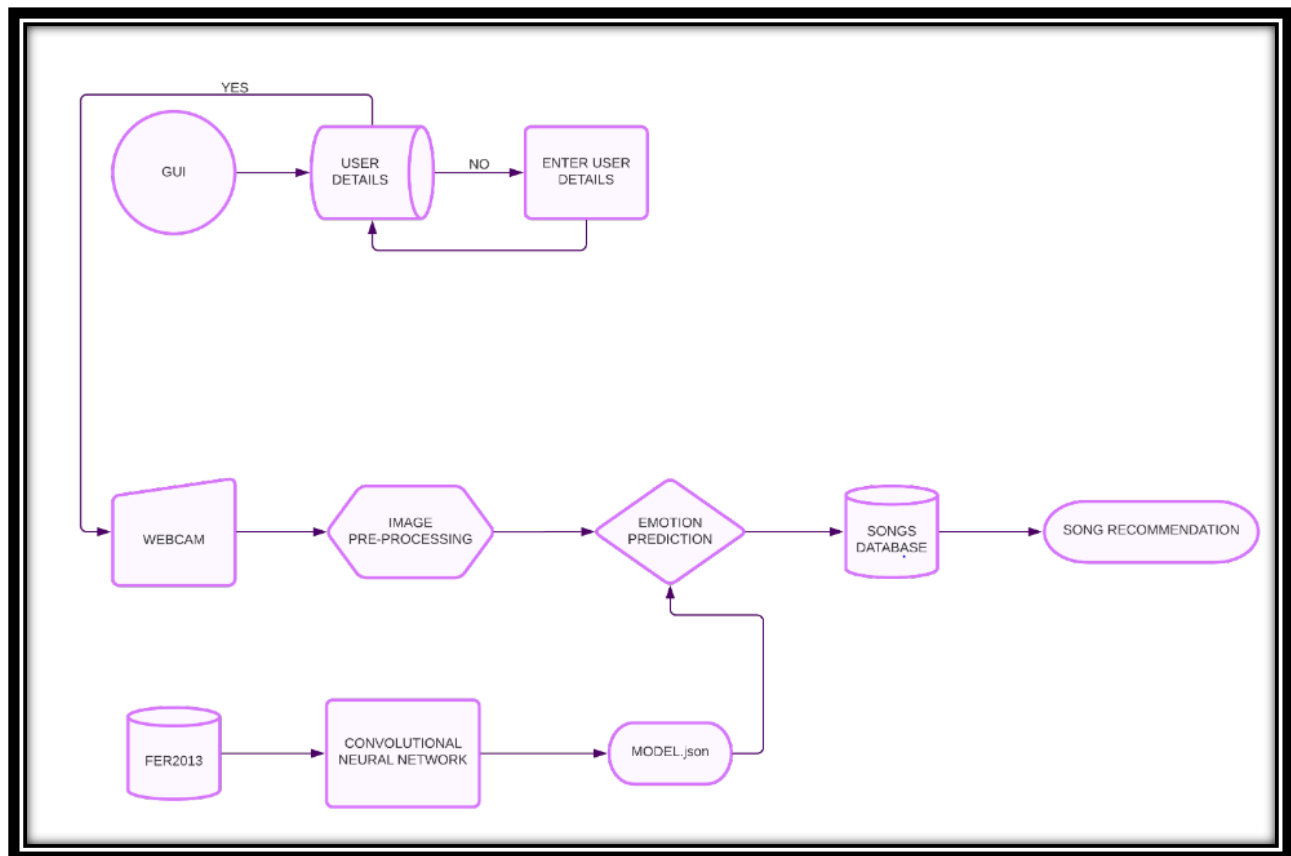 YES
GUI
USER
DETAILS
NO
ENTER USER
DETAILS
WEBCAM
IMAGE
PRE-PROCESSING
EMOTION
PREDICTION
SONGS
DATABASE
SONG RECOMMENDATION
FER2013
CONVOLUTIONAL
NEURAL NETWORK
MODEL.json